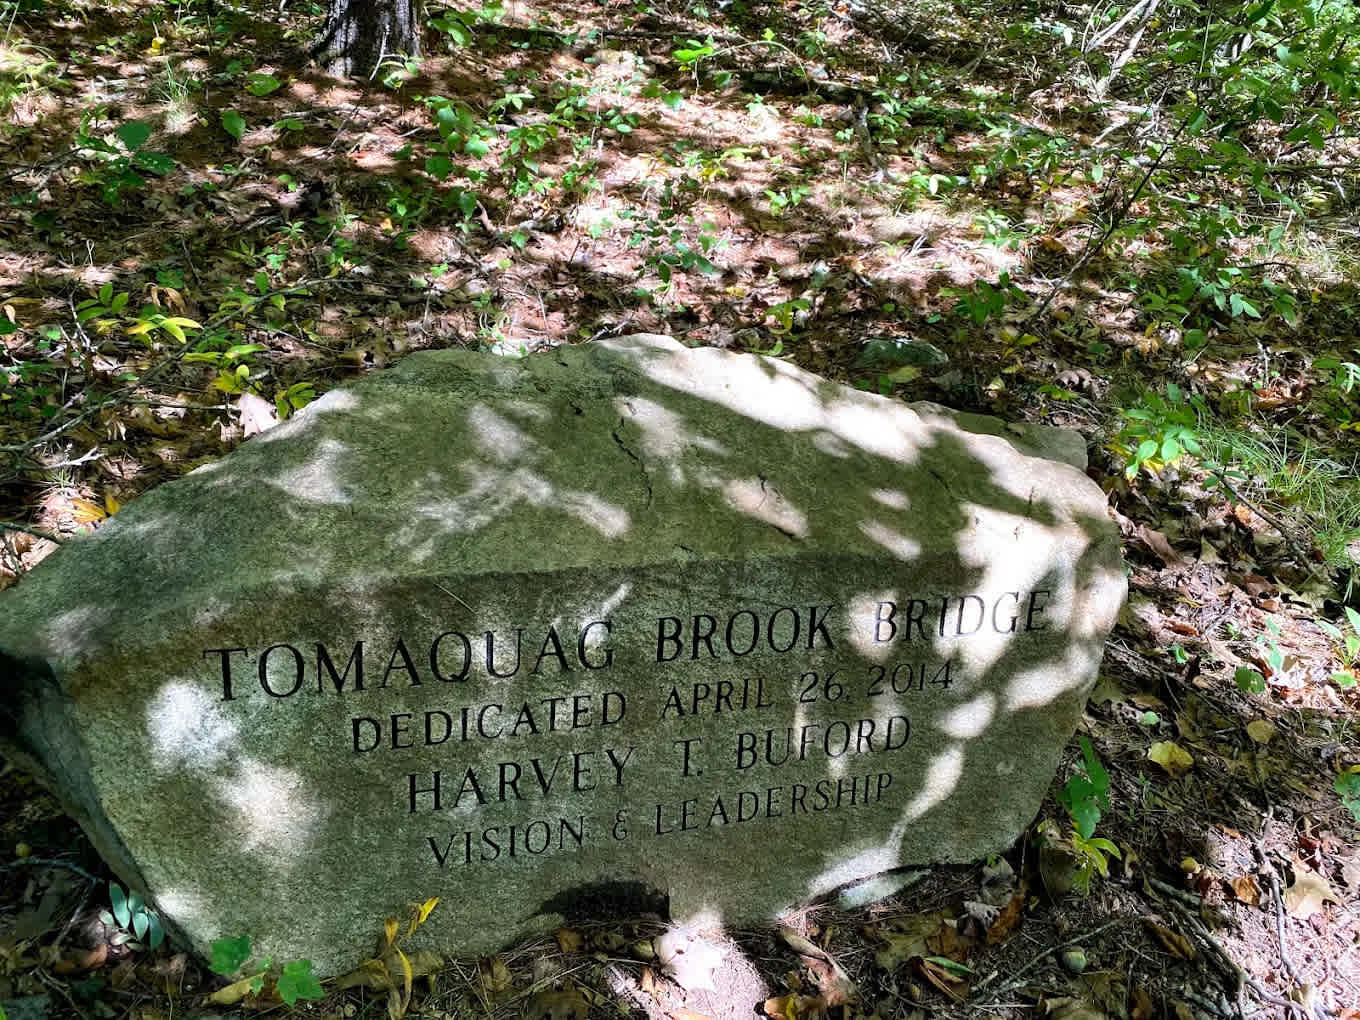 TOMAQUAG BROOK BRIDGE
DEDICATED APRIL 26, 2014
HARVEY T. BUFORD
VISION & LEADERSHIP